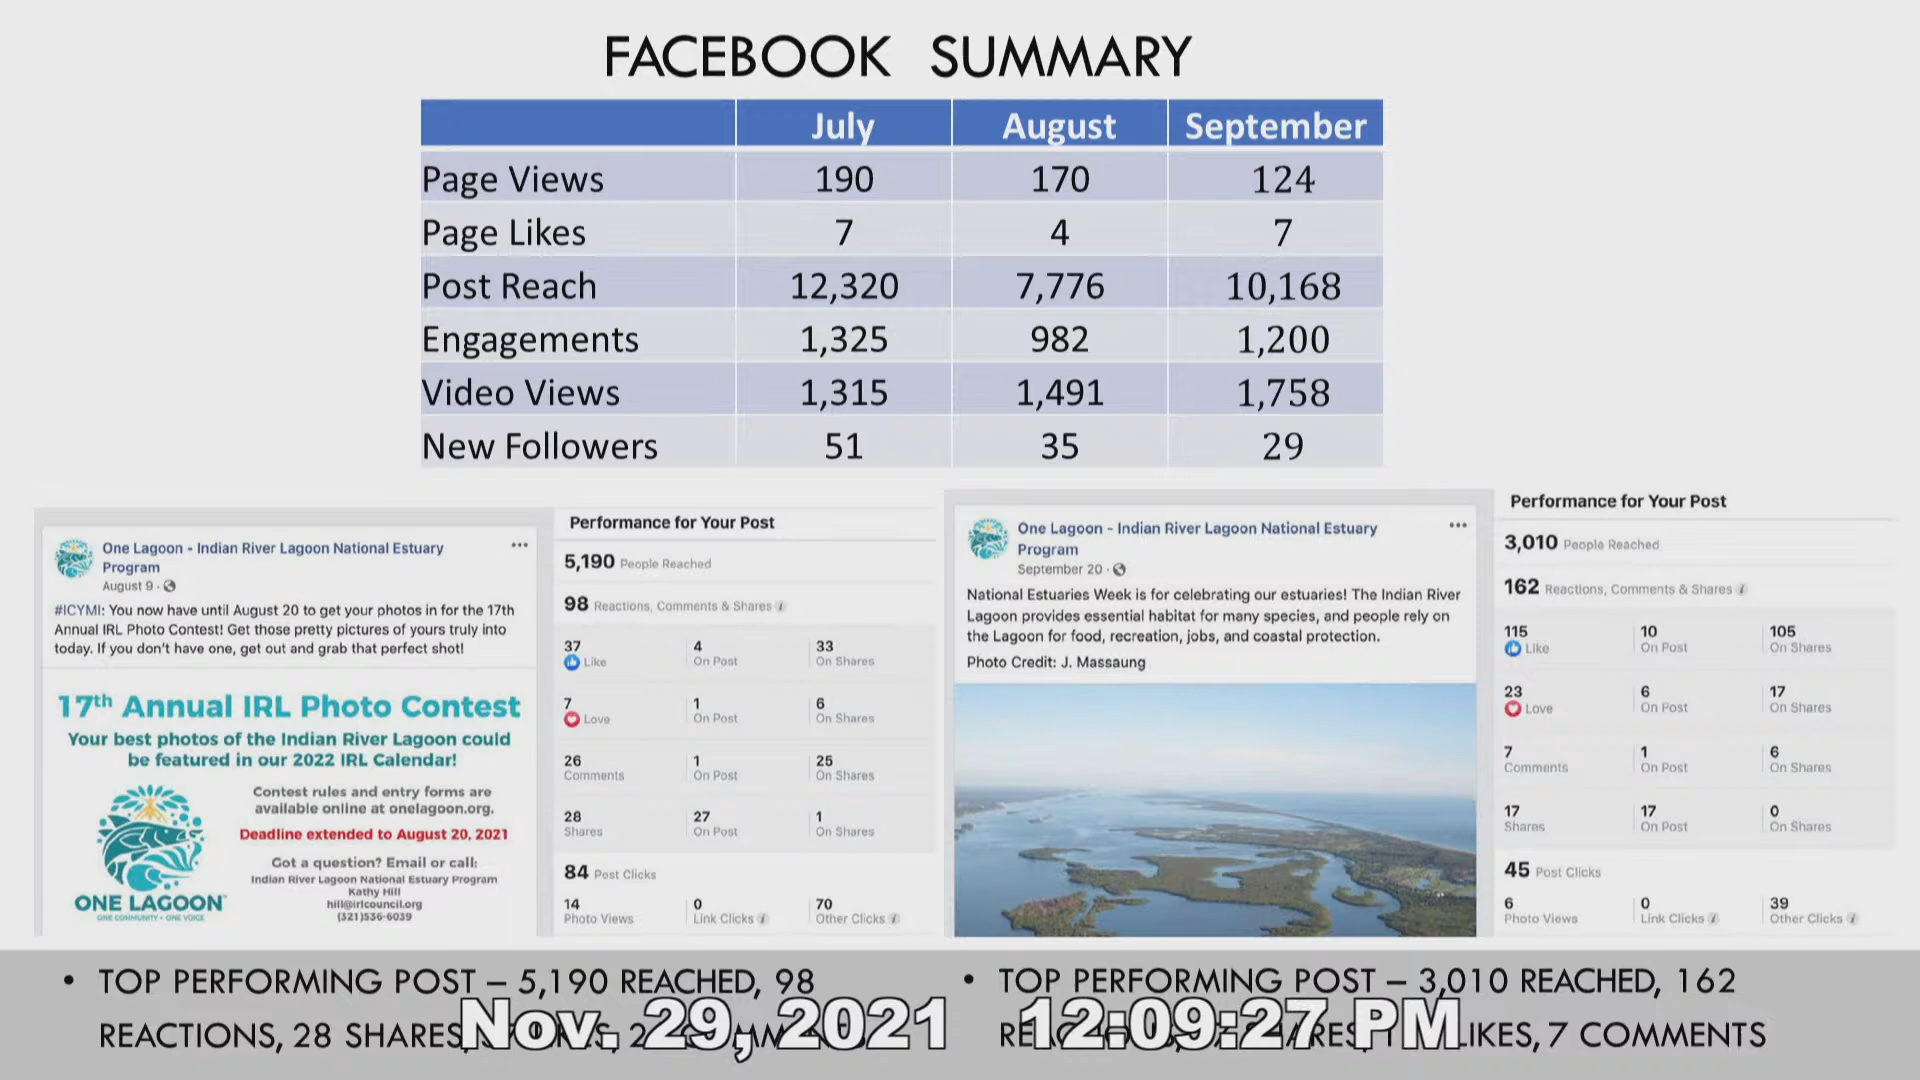 FACEBOOK SUMMARY
July August September
Page Views 190 170 124
Page Likes 7 4 7
Post Reach 12,320 7,776 10,168
Engagements 1,325 982 1,200
Video Views 1,315 1,491 1,758
New Followers 51 35 29
One Lagoon - Indian River Lagoon National Estuary
Program
August 9 ·
#ICYMI: You now have until August 20 to get your photos in for the 17th
Annual IRL Photo Contest! Get those pretty pictures of yours truly into
today. If you don't have one, get out and grab that perfect shot!
17th Annual IRL Photo Contest
Your best photos of the Indian River Lagoon could
be featured in our 2022 IRL Calendar!
Contest rules and entry forms are
available online at onelagoon.org.
Deadline extended to August 20, 2021
Got a question? Email or call:
Indian River Lagoon National Estuary Program
Kathy Hill
hill@irlcouncil.org
(321)536-6039
ONE LAGOON
ONE COMMUNITY • ONE VOICE
Performance for Your Post
5,190 People Reached
98 Reactions, Comments & Shares
37 4 33
Like On Post On Shares
7 1 6
Love On Post On Shares
26 1 25
Comments On Post On Shares
28 27 1
Shares On Post On Shares
84 Post Clicks
14 0 70
Photo Views Link Clicks Other Clicks
One Lagoon - Indian River Lagoon National Estuary
Program
September 20 ·
National Estuaries Week is for celebrating our estuaries! The Indian River
Lagoon provides essential habitat for many species, and people rely on
the Lagoon for food, recreation, jobs, and coastal protection.
Photo Credit: J. Massaung
Performance for Your Post
3,010 People Reached
162 Reactions, Comments & Shares
115 10 105
Like On Post On Shares
23 6 17
Love On Post On Shares
7 1 6
Comments On Post On Shares
17 17 0
Shares On Post On Shares
45 Post Clicks
6 0 39
Photo Views Link Clicks Other Clicks
• TOP PERFORMING POST – 5,190 REACHED, 98
REACTIONS, 28 SHARES,
• TOP PERFORMING POST – 3,010 REACHED, 162
LIKES, 7 COMMENTS
Nov. 29, 2021 12:09:27 PM